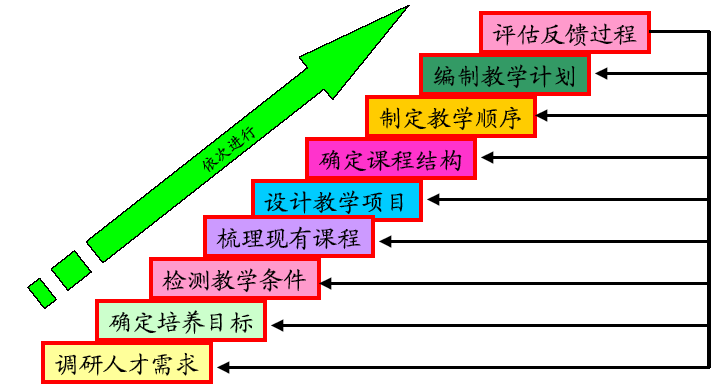 评估反馈过程
编制教学计划
制定教学顺序
确定课程结构
设计教学项目
梳理现有课程
检测教学条件
确定培养目标
调研人才需求
依次进行